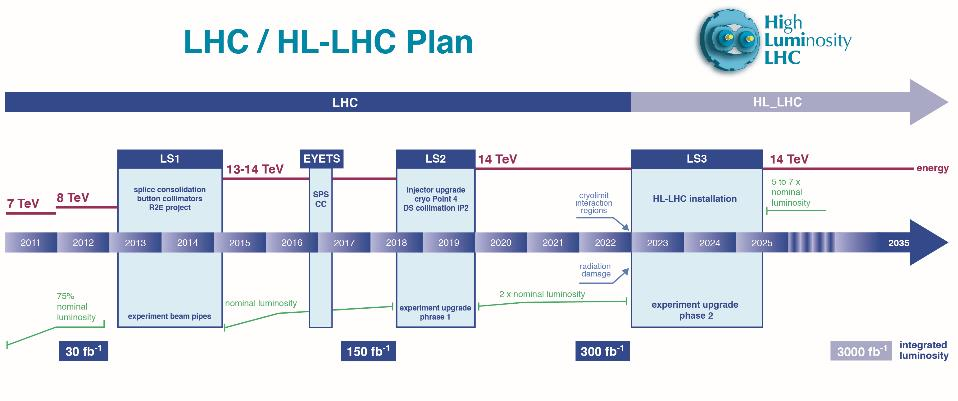 LHC / HL-LHC Plan
High
Luminosity
LHC
LHC
HL_LHC
LS1
EYETS
LS2
LS3
7 TeV
8 TeV
13-14 TeV
14 TeV
14 TeV
energy
splice consolidation
button collimators
R2E project
SPS
CC
injector upgrade
cryo Point 4
DS collimation IP2
cryolimit
interaction
regions
HL-LHC installation
5 to 7 x
nominal
luminosity
2011 2012 2013 2014 2015 2016 2017 2018 2019 2020 2021 2022 2023 2024 2025 2035
radiation
damage
75%
nominal
luminosity
experiment beam pipes
nominal luminosity
experiment upgrade
phrase 1
2 x nominal luminosity
experiment upgrade
phase 2
30 fb-1
150 fb-1
300 fb-1
3000 fb-1
integrated
luminosity